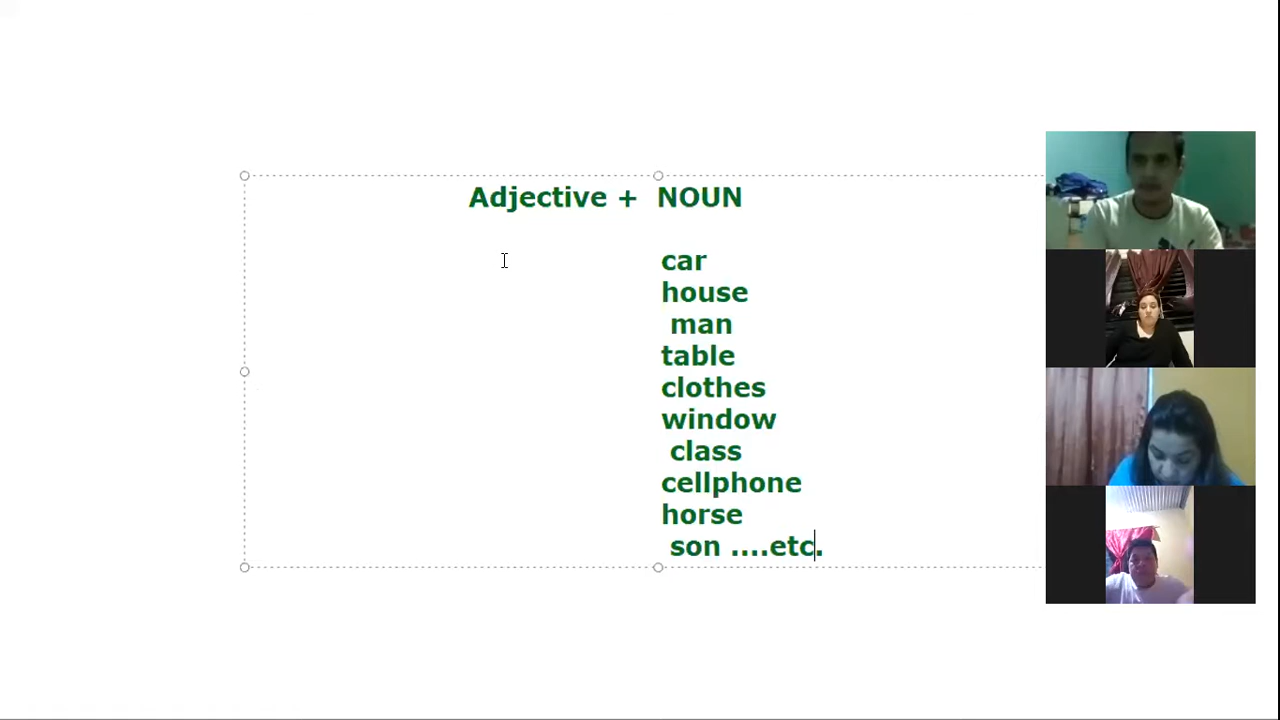 Adjective + NOUN
car
house
man
table
clothes
window
class
cellphone
horse
son ....etc.